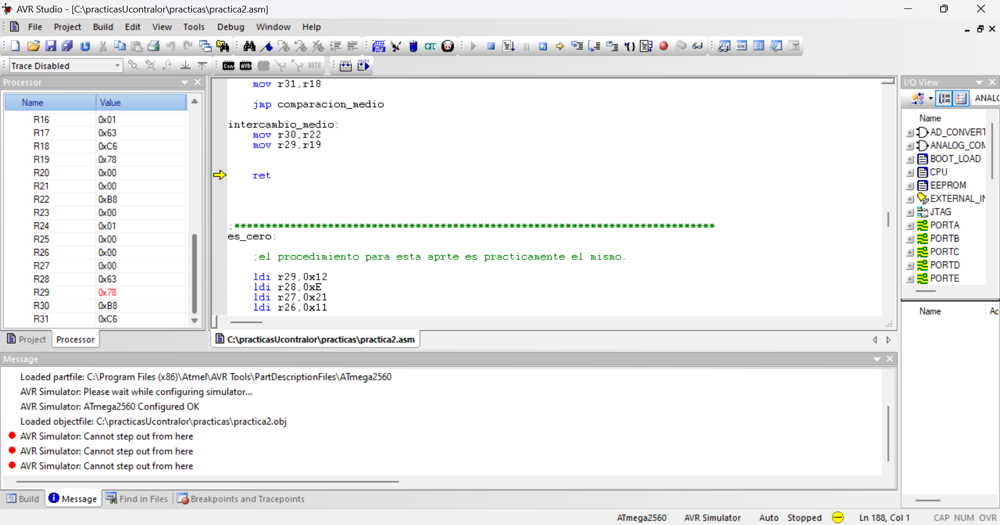 AVR Studio - [C:\practicasUcontralor\practicas\practica2.asm]
File Project Build Edit View Tools Debug Window Help
Trace Disabled
Con AVR AUTO
Processor
Name Value
R16 0x01
R17 0x63
R18 0xC6
R19 0x78
R20 0x00
R21 0x00
R22 0xB8
R23 0x00
R24 0x01
R25 0x00
R26 0x00
R27 0x00
R28 0x63
R29 0x78
R30 0xB8
R31 0xC6
Project Processor
mov r31,r18
jmp comparacion_medio
intercambio_medio:
mov r30,r22
mov r29,r19
ret
;******************************************************************************
es_cero:
;el procedimiento para esta aprte es practicamente el mismo.
ldi r29,0x12
ldi r28,0xE
ldi r27,0x21
ldi r26,0x11
C:\practicasUcontralor\practicas\practica2.asm
I/O View
ANALO
Name
AD_CONVERT
ANALOG_COM
BOOT_LOAD
CPU
EEPROM
EXTERNAL_IN
JTAG
PORTA
PORTB
PORTC
PORTD
PORTE
Name Ad
Message
Loaded partfile: C:\Program Files (x86)\Atmel\AVR Tools\PartDescriptionFiles\ATmega2560
AVR Simulator: Please wait while configuring simulator...
AVR Simulator: ATmega2560 Configured OK
Loaded objectfile: C:\practicasUcontralor\practicas\practica2.obj
AVR Simulator: Cannot step out from here
AVR Simulator: Cannot step out from here
AVR Simulator: Cannot step out from here
Build Message Find in Files Breakpoints and Tracepoints
ATmega2560 AVR Simulator Auto Stopped Ln 188, Col 1 CAP NUM OVR